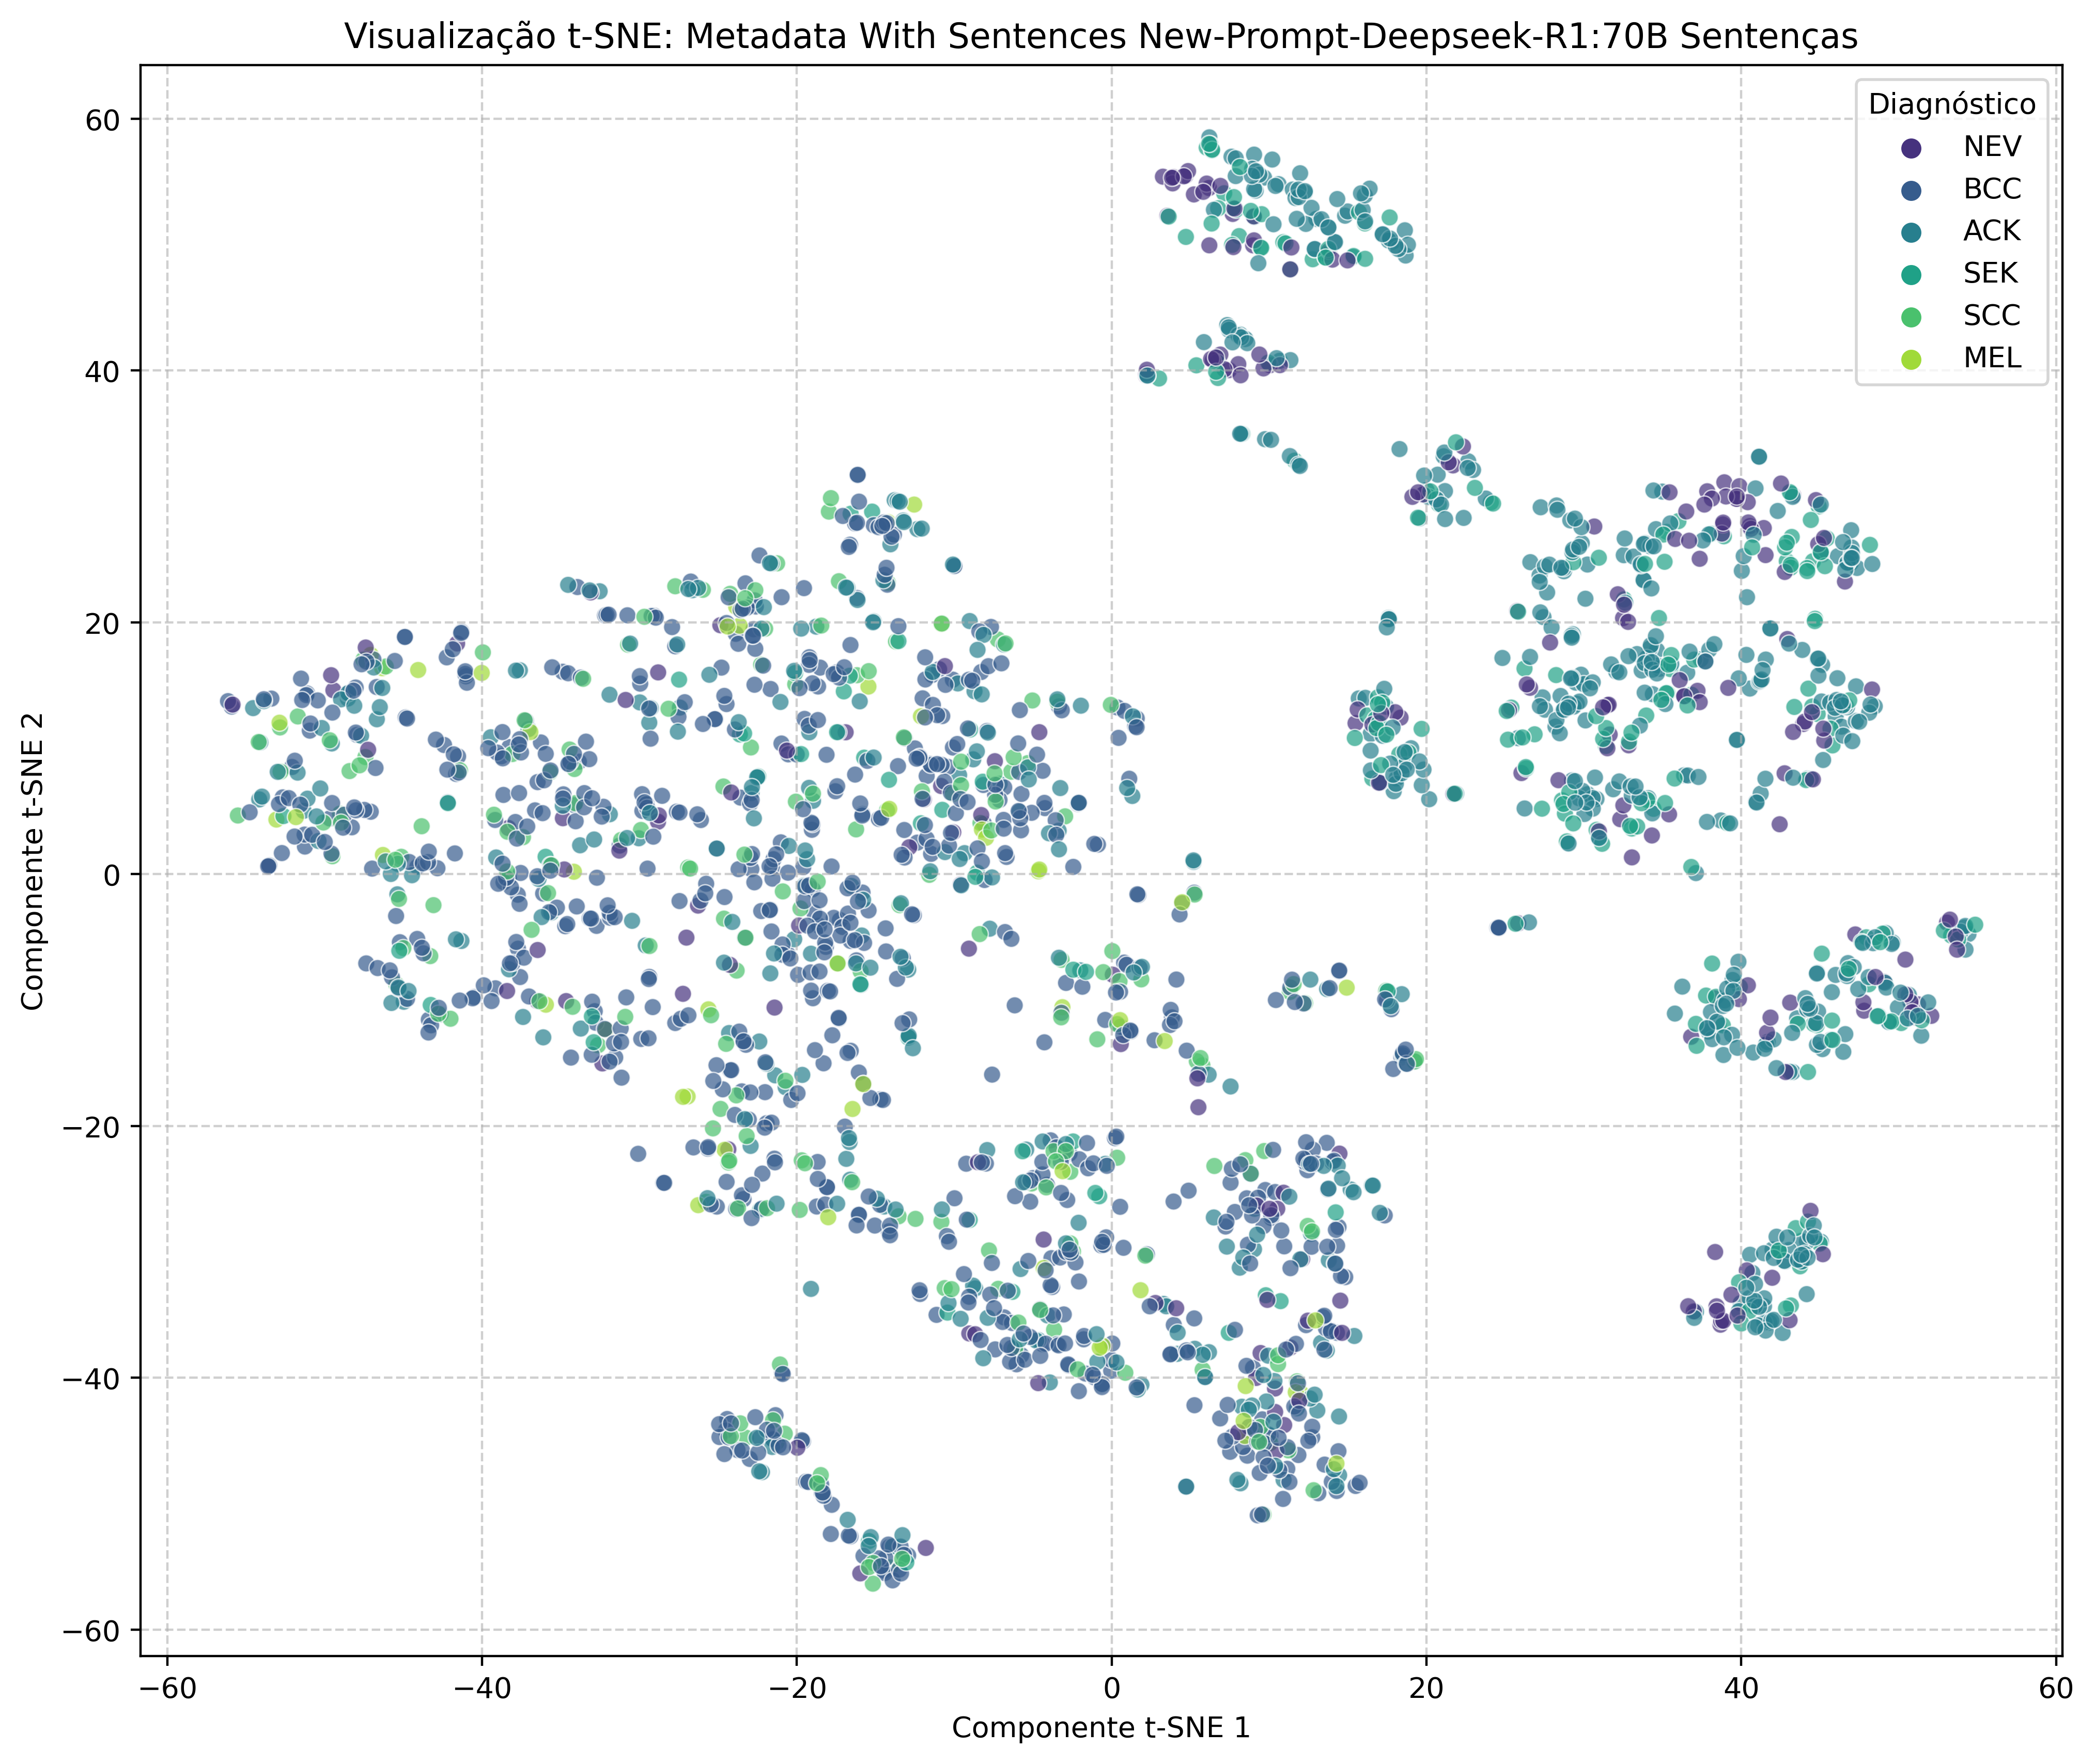 Visualização t-SNE: Metadata With Sentences New-Prompt-Deepseek-R1:70B Sentenças
Diagnóstico
NEV
BCC
ACK
SEK
SCC
MEL
60
40
20
0
−20
−40
−60
Componente t-SNE 2
−60
−40
−20
0
20
40
60
Componente t-SNE 1